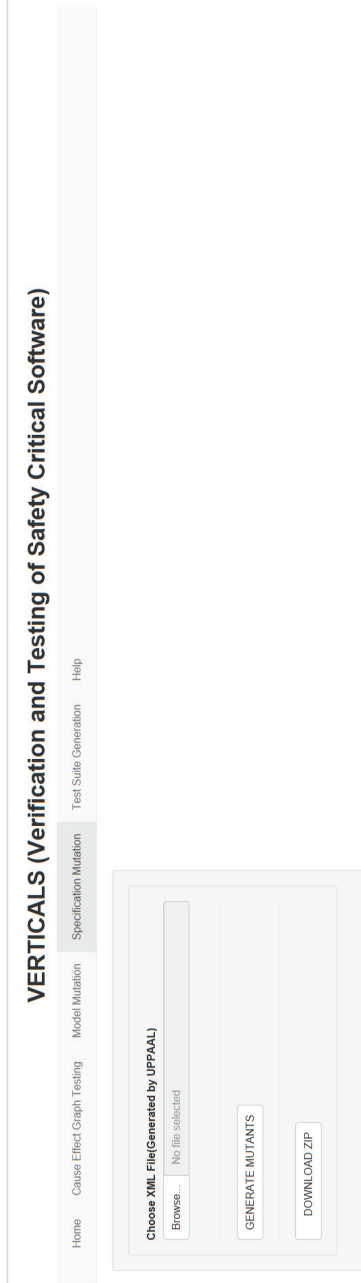 VERTICALS (Verification and Testing of Safety Critical Software)
Home Cause Effect Graph Testing Model Mutation Specification Mutation Test Suite Generation Help
Choose XML File(Generated by UPPAAL)
Browse... No file selected
GENERATE MUTANTS
DOWNLOAD ZIP